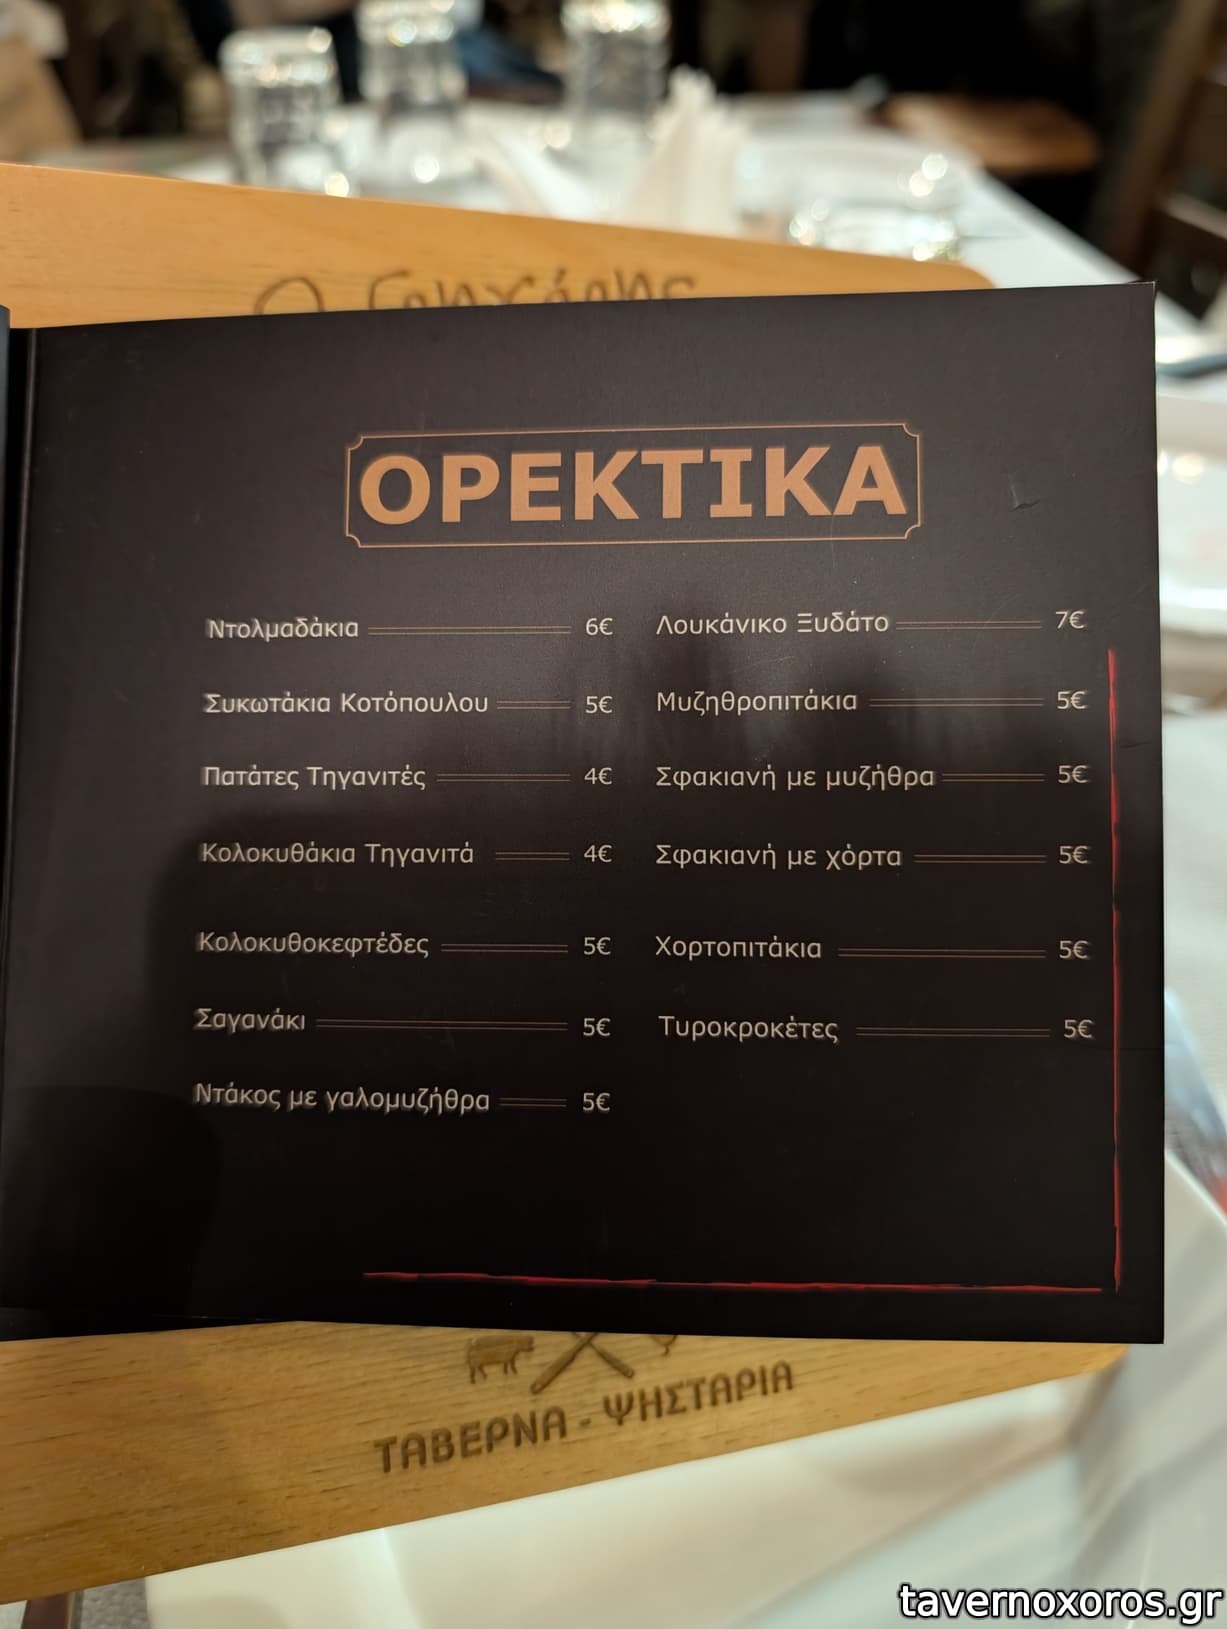 ΟΡΕΚΤΙΚΑ
Ντολμαδάκια 6€
Συκωτάκια Κοτόπουλου 5€
Πατάτες Τηγανιτές 4€
Κολοκυθάκια Τηγανιτά 4€
Κολοκυθοκεφτέδες 5€
Σαγανάκι 5€
Ντάκος με γαλομυζήθρα 5€
Λουκάνικο Ξυδάτο 7€
Μυζηθροπιτάκια 5€
Σφακιανή με μυζήθρα 5€
Σφακιανή με χόρτα 5€
Χορτοπιτάκια 5€
Τυροκροκέτες 5€
ΤΑΒΕΡΝΑ - ΨΗΣΤΑΡΙΑ
tavernoxoros.gr